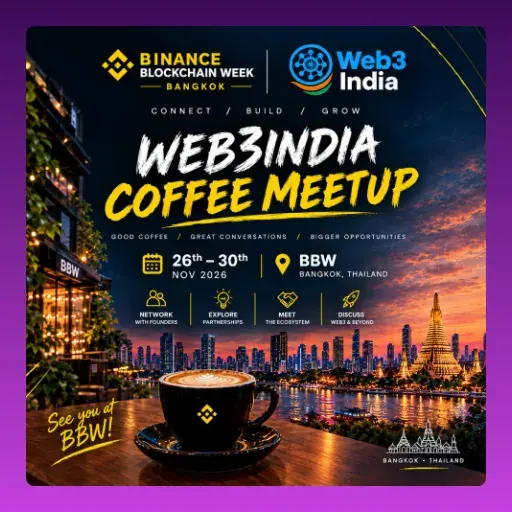 BINANCE
BLOCKCHAIN WEEK
BANGKOK
Web3
India
CONNECT / BUILD / GROW
WEB3INDIA
COFFEE MEETUP
GOOD COFFEE / GREAT CONVERSATIONS / BIGGER OPPORTUNITIES
26th – 30th
NOV 2026
BBW
BANGKOK, THAILAND
NETWORK
WITH FOUNDERS
EXPLORE
PARTNERSHIPS
MEET
THE ECOSYSTEM
DISCUSS
WEB3 & BEYOND
BBW
See you at
BBW!
BANGKOK • THAILAND